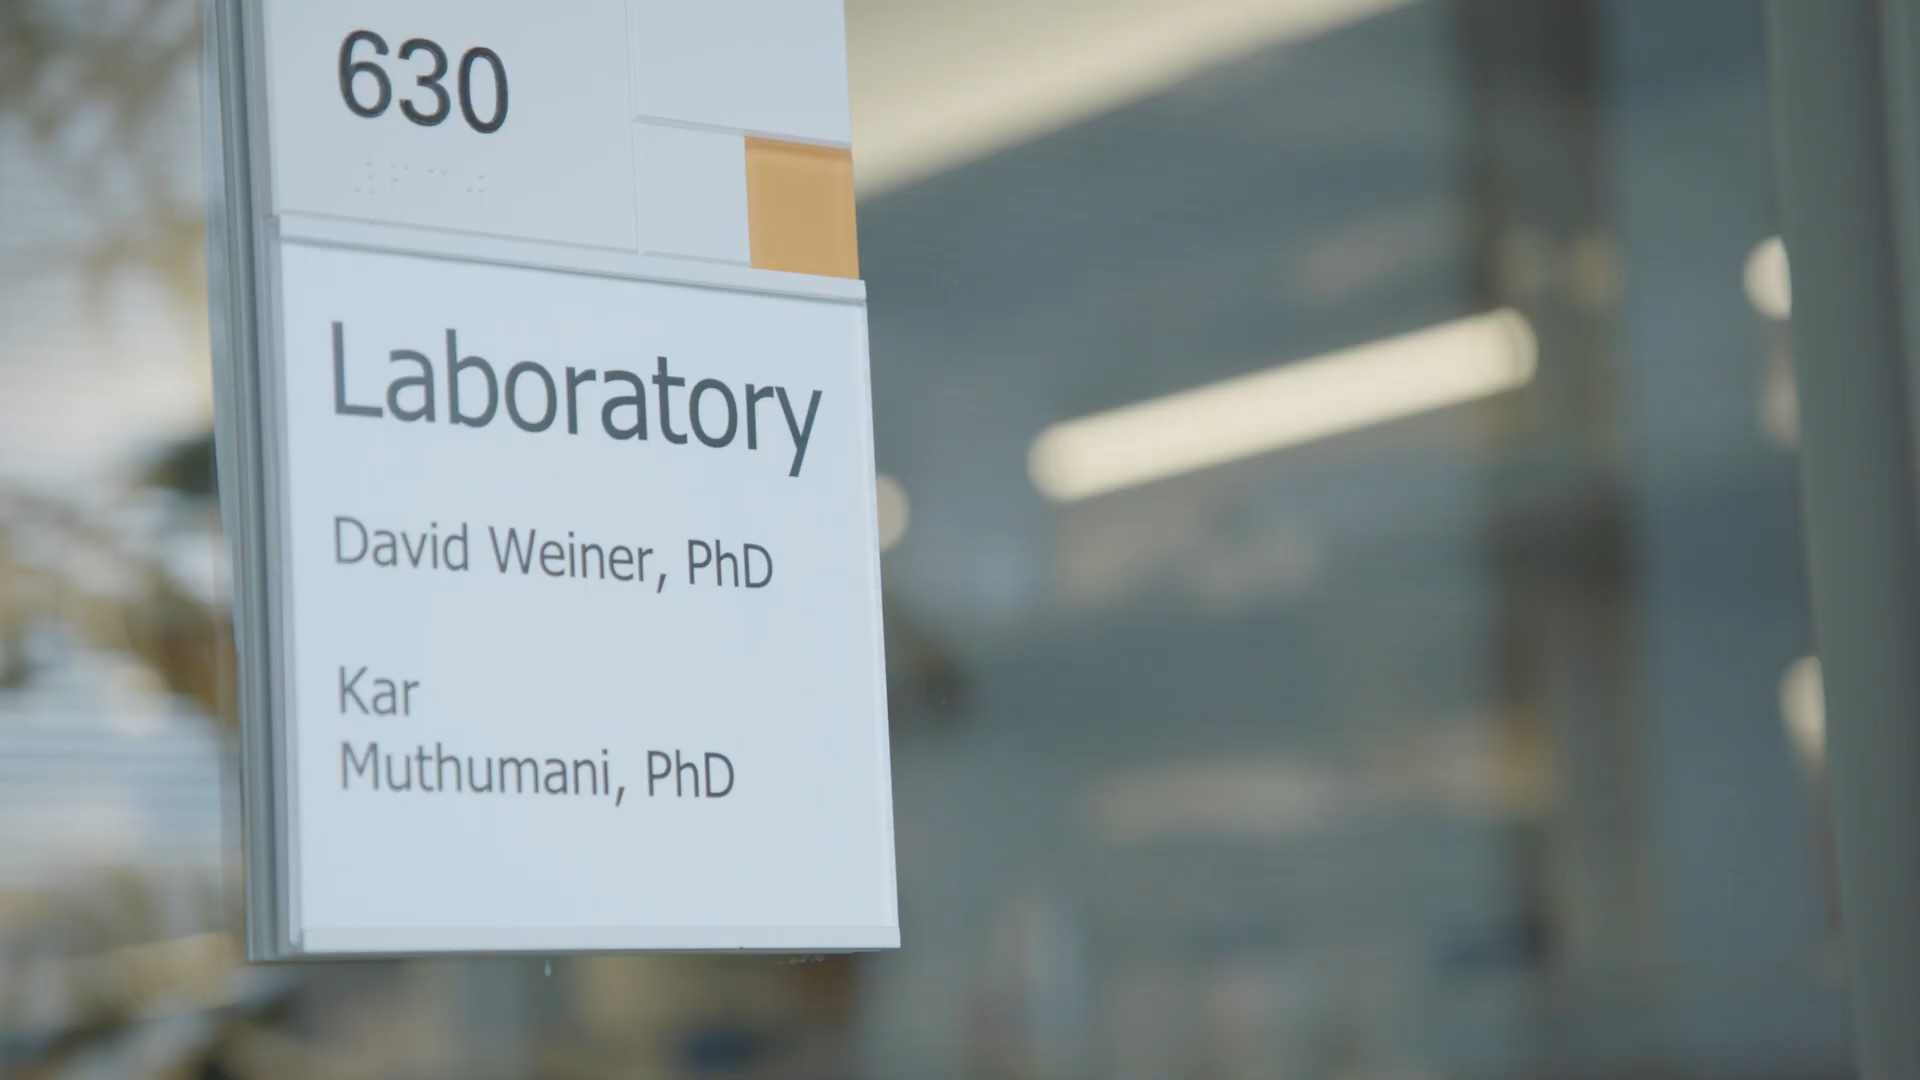 630
Laboratory
David Weiner, PhD
Kar
Muthumani, PhD